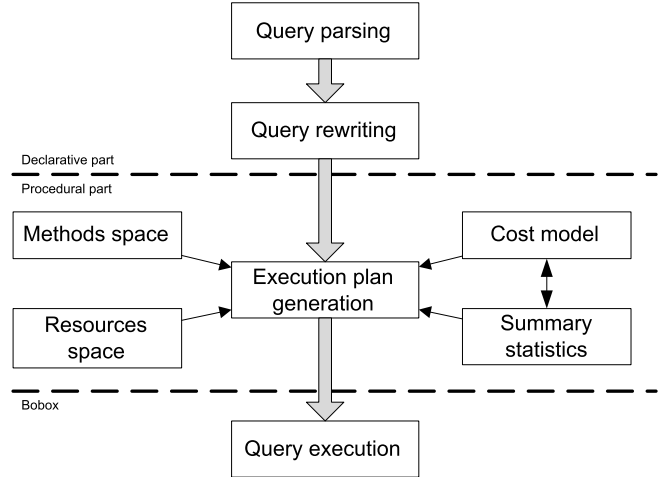 Query parsing
Query rewriting
Declarative part
Procedural part
Methods space
Cost model
Execution plan
generation
Resources
space
Summary
statistics
Bobox
Query execution